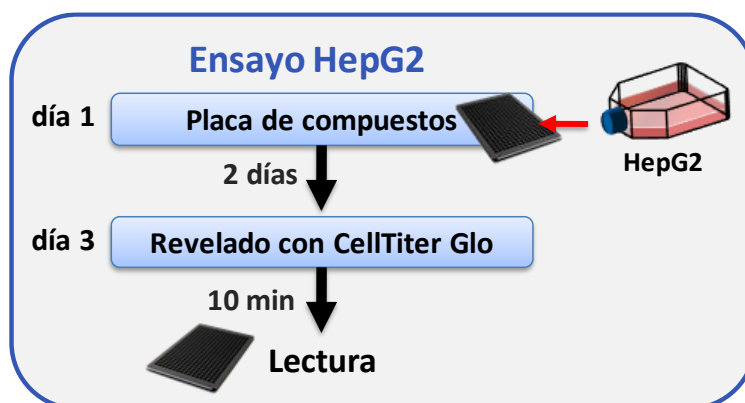 Ensayo HepG2
día 1
Placa de compuestos
HepG2
2 días
día 3
Revelado con CellTiter Glo
10 min
Lectura